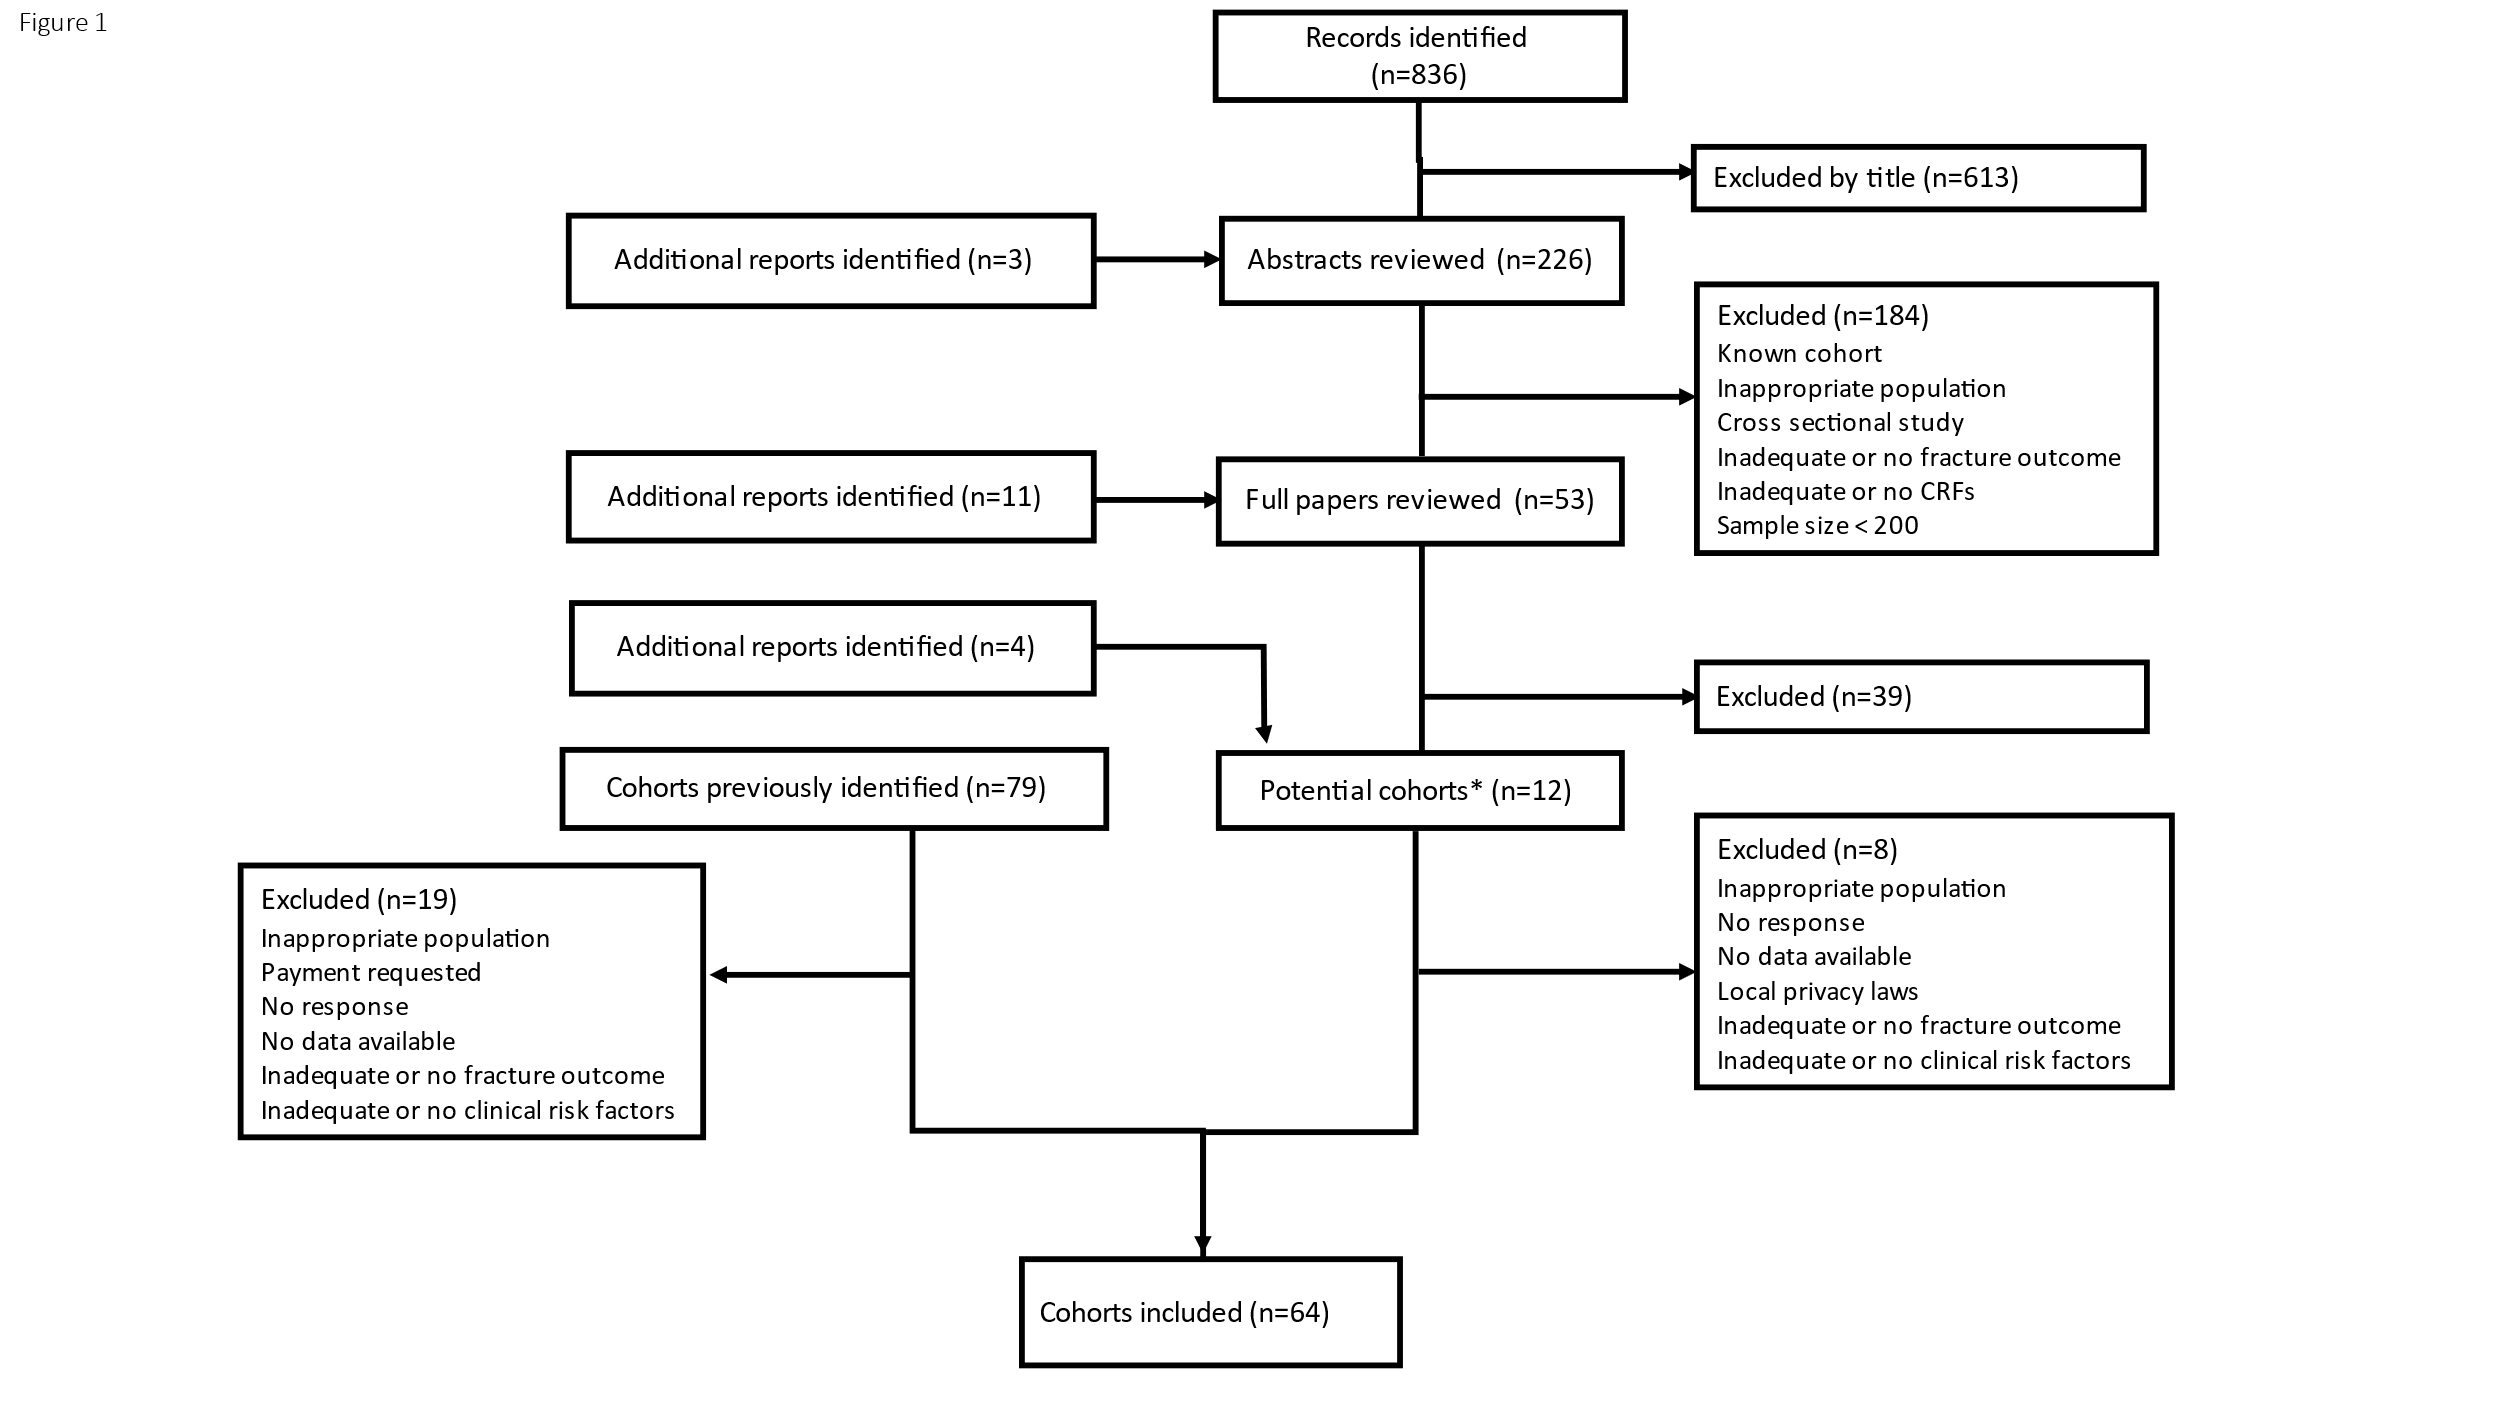 Figure 1
Records identified
(n=836)
Excluded by title (n=613)
Additional reports identified (n=3)
Abstracts reviewed (n=226)
Excluded (n=184)
Known cohort
Inappropriate population
Cross sectional study
Inadequate or no fracture outcome
Inadequate or no CRFs
Sample size < 200
Additional reports identified (n=11)
Full papers reviewed (n=53)
Additional reports identified (n=4)
Excluded (n=39)
Cohorts previously identified (n=79)
Potential cohorts* (n=12)
Excluded (n=19)
Inappropriate population
Payment requested
No response
No data available
Inadequate or no fracture outcome
Inadequate or no clinical risk factors
Excluded (n=8)
Inappropriate population
No response
No data available
Local privacy laws
Inadequate or no fracture outcome
Inadequate or no clinical risk factors
Cohorts included (n=64)